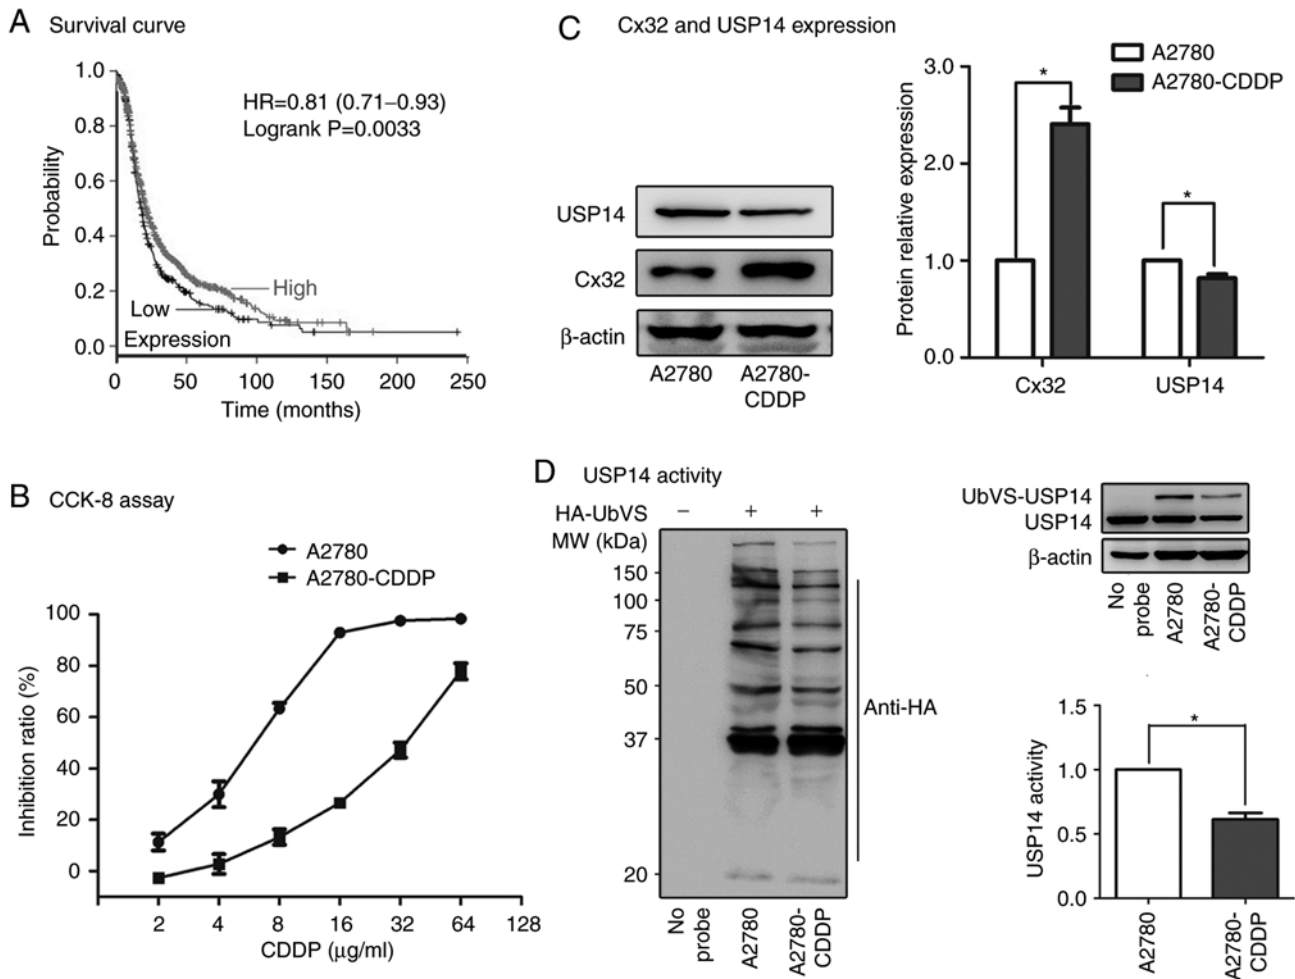 A Survival curve
1.0
0.8
0.6
0.4
0.2
0.0
Probability
HR=0.81 (0.71–0.93)
Logrank P=0.0033
High
Low
Expression
0 50 100 150 200 250
Time (months)
B CCK-8 assay
A2780
A2780-CDDP
100
80
60
40
20
0
Inhibition ratio (%)
2 4 8 16 32 64 128
CDDP (μg/ml)
C Cx32 and USP14 expression
USP14
Cx32
β-actin
A2780 A2780-
CDDP
A2780
A2780-CDDP
3.0
2.0
1.0
0.0
Protein relative expression
*
*
Cx32 USP14
D USP14 activity
HA-UbVS – + +
MW (kDa)
150
100
75
50
37
20
Anti-HA
No
probe
A2780
A2780-
CDDP
UbVS-USP14
USP14
β-actin
No
probe
A2780
A2780-
CDDP
1.5
1.0
0.5
0.0
USP14 activity
*
A2780
A2780-
CDDP